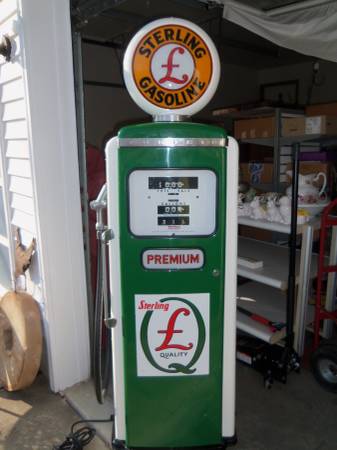 STERLING
£
GASOLINE
PREMIUM
Sterling
£
QUALITY